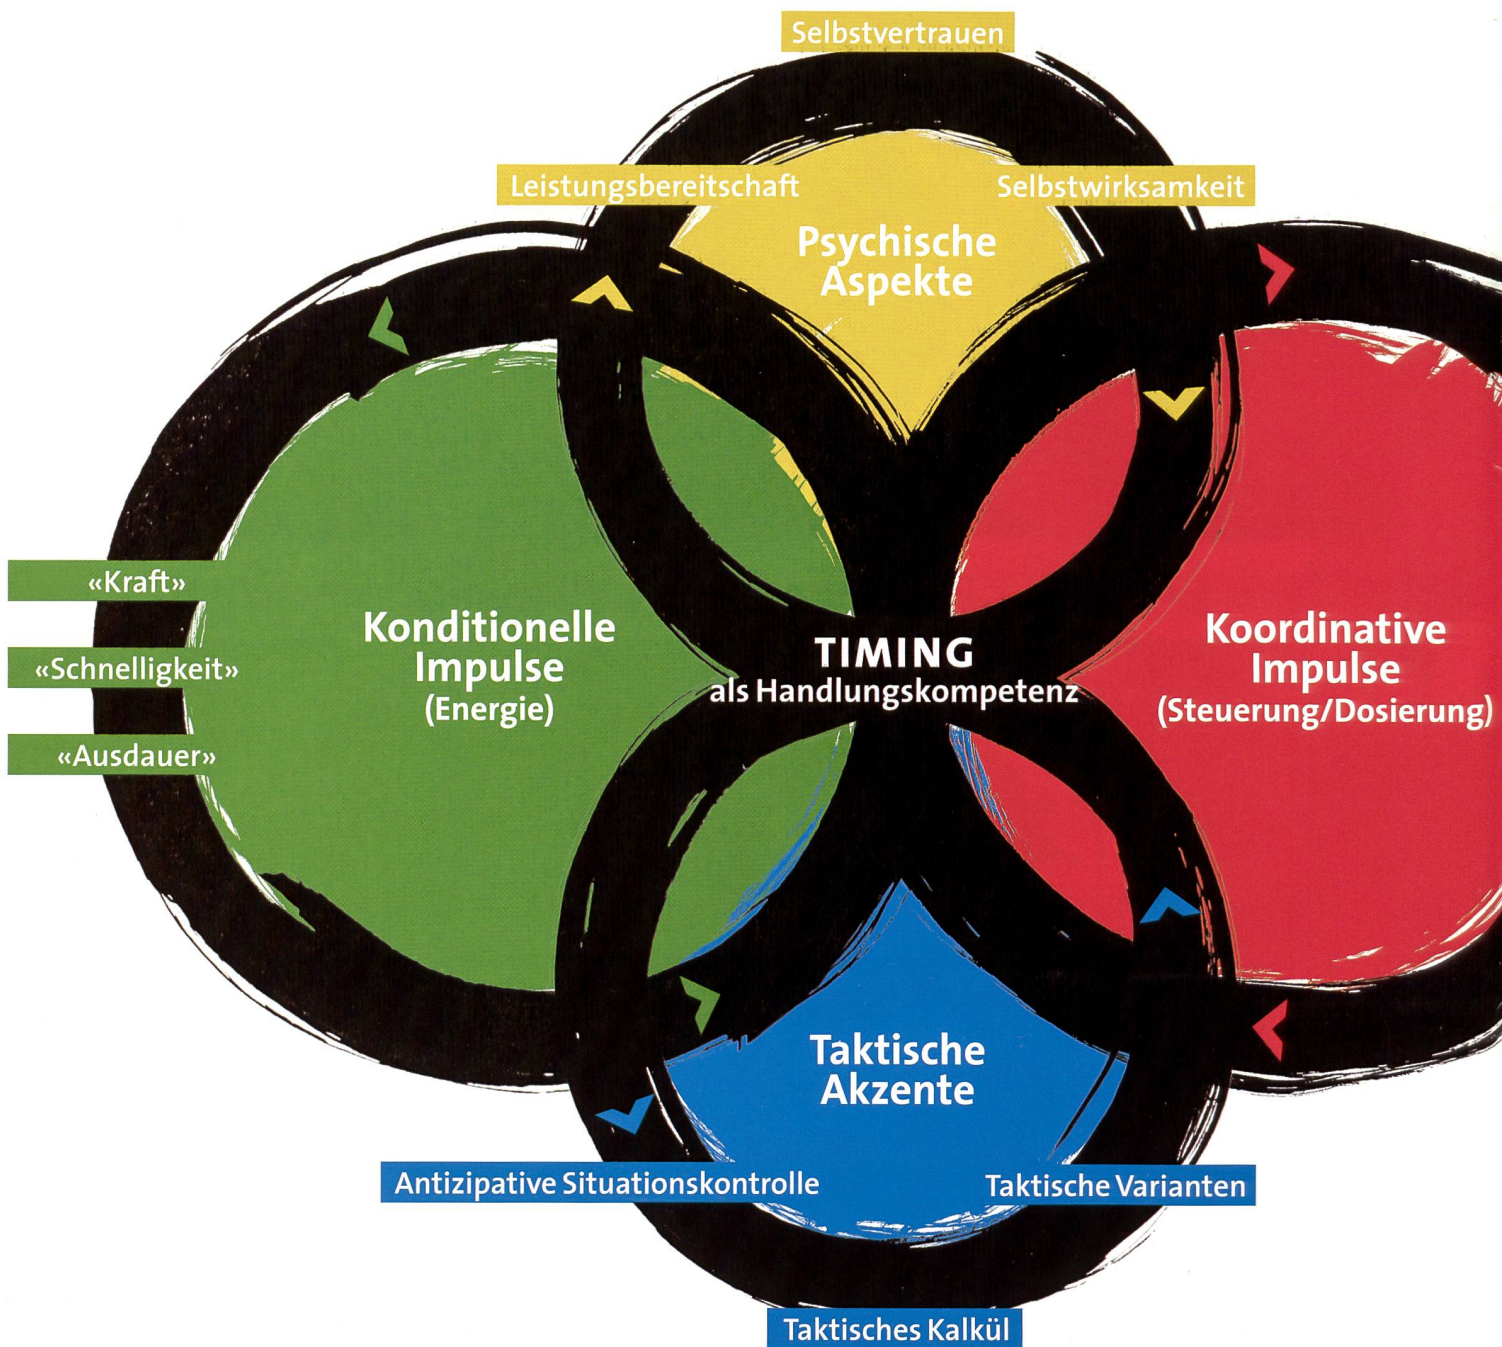 Selbstvertrauen
Leistungsbereitschaft
Selbstwirksamkeit
Psychische
Aspekte
«Kraft»
«Schnelligkeit»
«Ausdauer»
Konditionelle
Impulse
(Energie)
TIMING
als Handlungskompetenz
Koordinative
Impulse
(Steuerung/Dosierung)
Taktische
Akzente
Antizipative Situationskontrolle
Taktische Varianten
Taktisches Kalkül